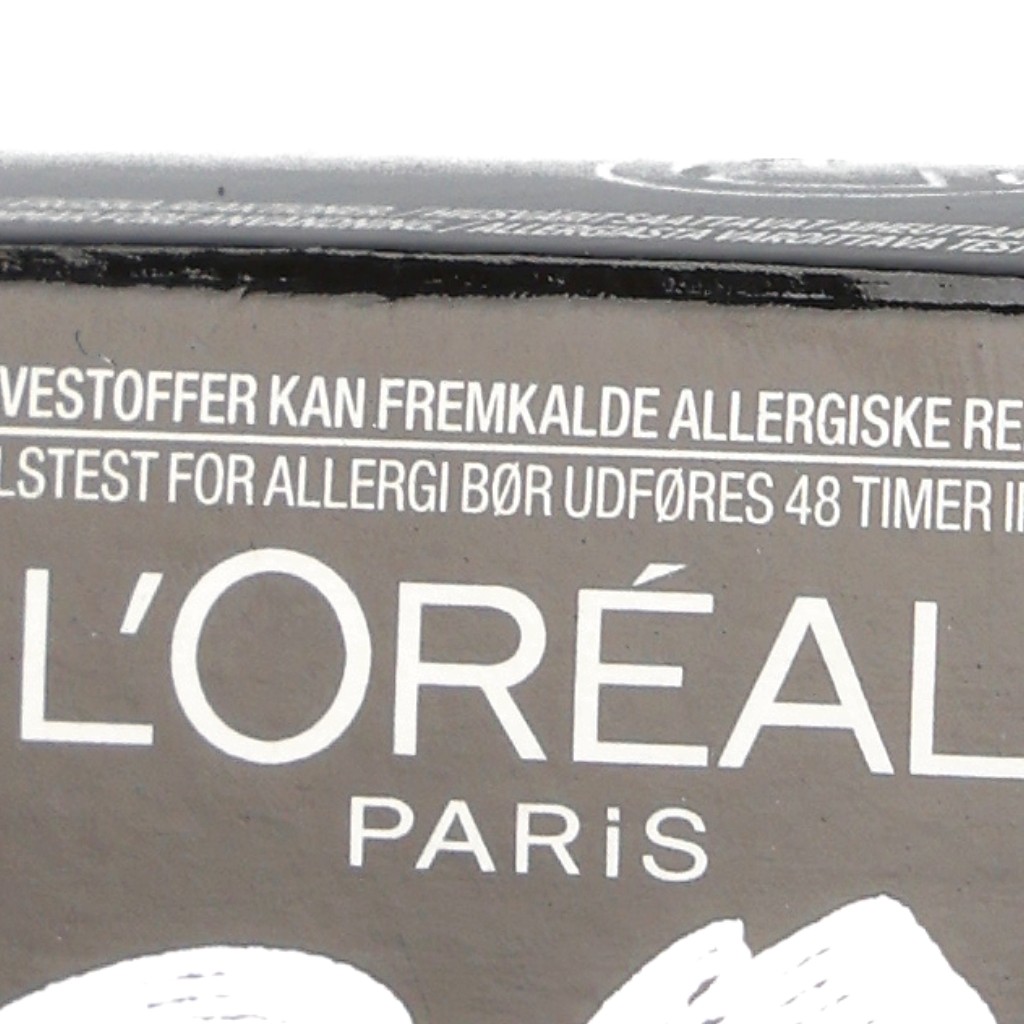 VESTOFFER KAN FREMKALDE ALLERGISKE RE
LSTEST FOR ALLERGI BØR UDFØRES 48 TIMER
L'ORÉAL
PARiS